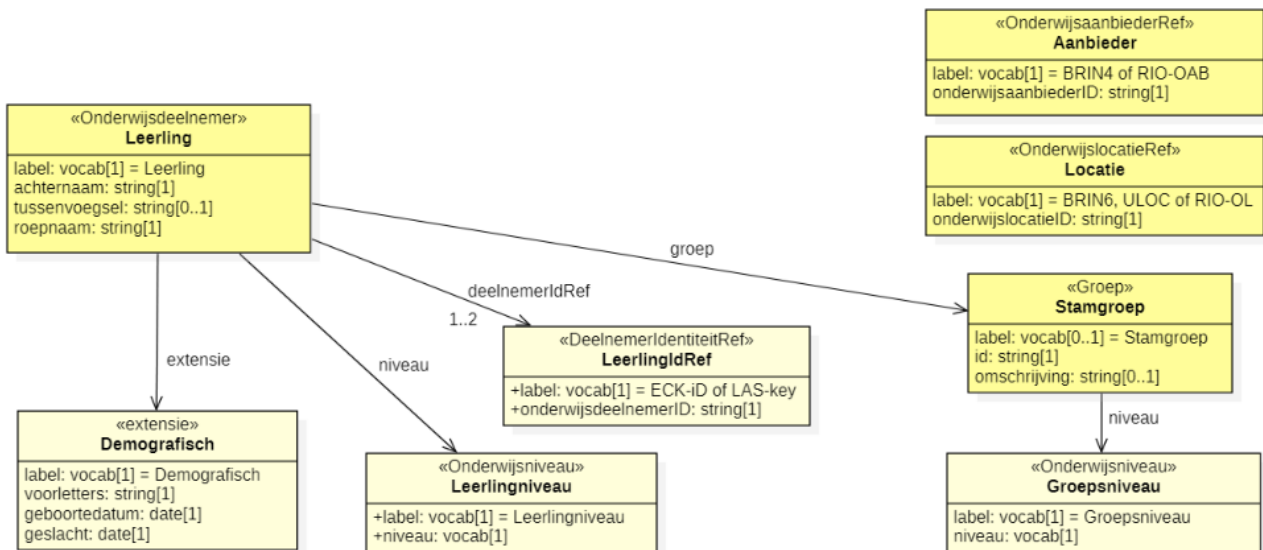 «OnderwijsaanbiederRef»
Aanbieder
label: vocab[1] = BRIN4 of RIO-OAB
onderwijsaanbiederID: string[1]
«Onderwijsdeelnemer»
Leerling
label: vocab[1] = Leerling
achternaam: string[1]
tussenvoegsel: string[0..1]
roepnaam: string[1]
«OnderwijslocatieRef»
Locatie
label: vocab[1] = BRIN6, ULOC of RIO-OL
onderwijslocatieID: string[1]
groep
deelnemerIdRef
1..2
«Groep»
Stamgroep
label: vocab[0..1] = Stamgroep
id: string[1]
omschrijving: string[0..1]
«DeelnemerIdentiteitRef»
LeerlingIdRef
+label: vocab[1] = ECK-iD of LAS-key
+onderwijsdeelnemerID: string[1]
extensie
niveau
niveau
«extensie»
Demografisch
label: vocab[1] = Demografisch
voorletters: string[1]
geboortedatum: date[1]
geslacht: date[1]
«Onderwijsniveau»
Leerlingniveau
+label: vocab[1] = Leerlingniveau
+niveau: vocab[1]
«Onderwijsniveau»
Groepsniveau
label: vocab[1] = Groepsniveau
niveau: vocab[1]